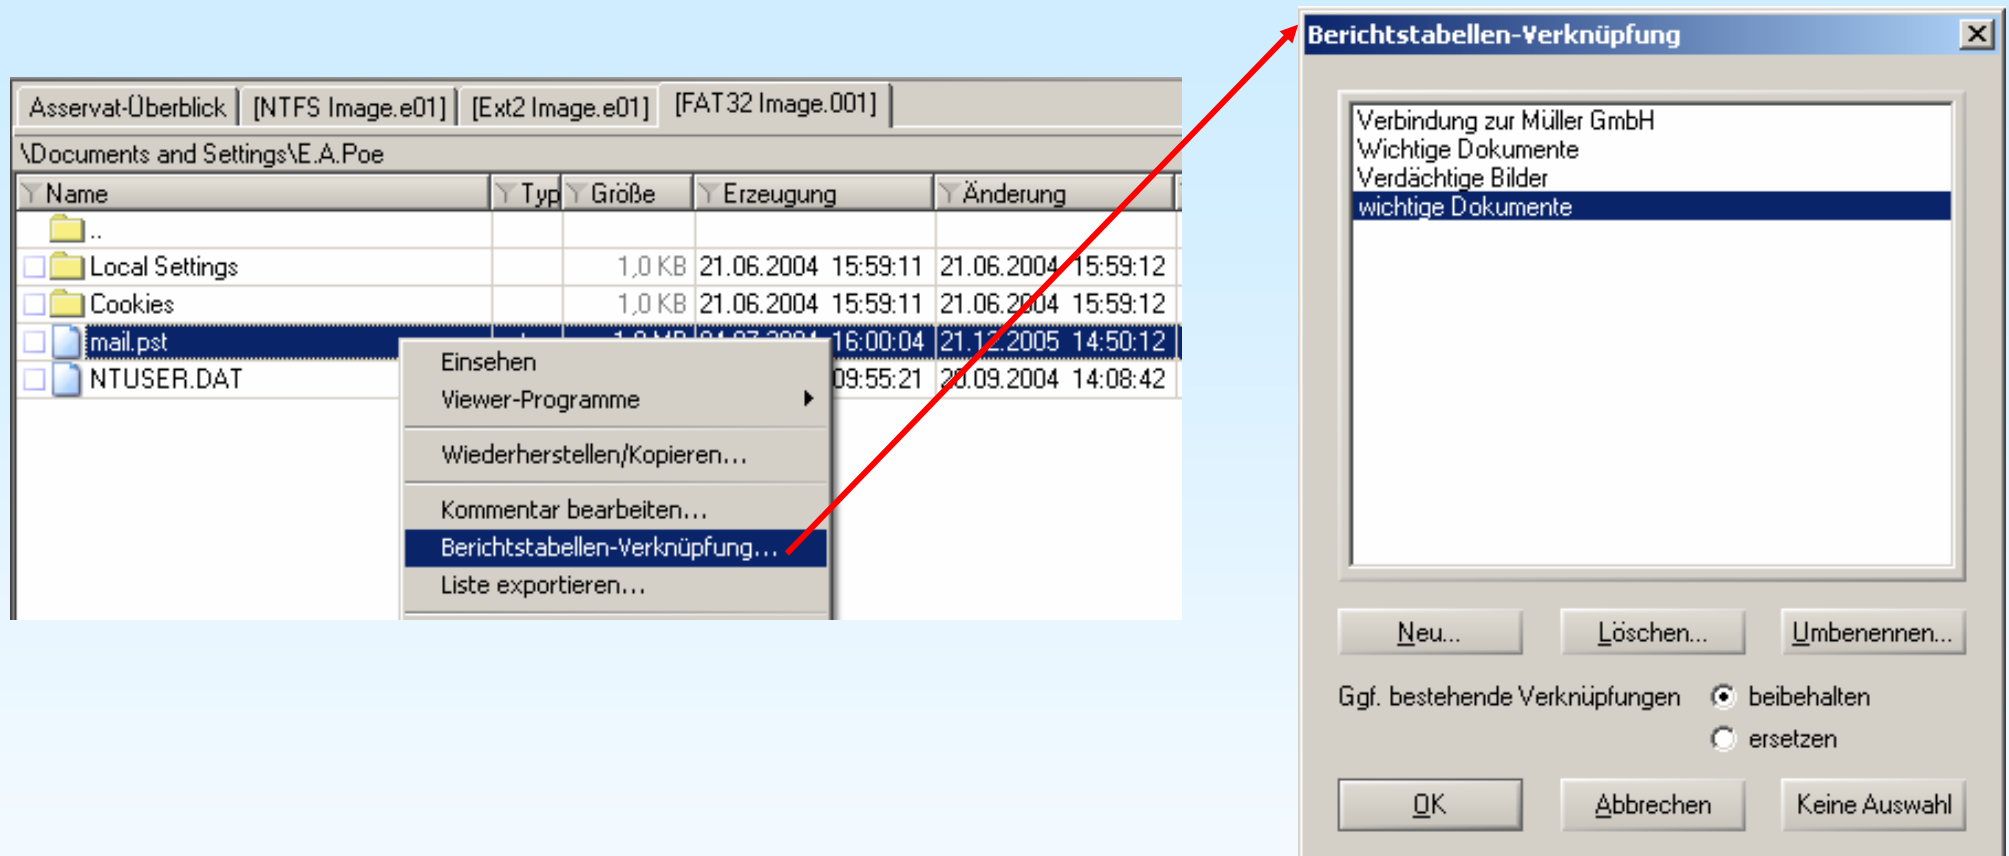 Asservat-Überblick [NTFS Image.e01] [Ext2 Image.e01] [FAT32 Image.001]
\Documents and Settings\E.A.Poe
Name Typ Größe Erzeugung Änderung
..
Local Settings 1,0 KB 21.06.2004 15:59:11 21.06.2004 15:59:12
Cookies 1,0 KB 21.06.2004 15:59:11 21.06.2004 15:59:12
mail.pst 16:00:04 21.12.2005 14:50:12
NTUSER.DAT 09:55:21 20.09.2004 14:08:42
Einsehen
Viewer-Programme
Wiederherstellen/Kopieren...
Kommentar bearbeiten...
Berichtstabellen-Verknüpfung...
Liste exportieren...
Berichtstabellen-Verknüpfung
Verbindung zur Müller GmbH
Wichtige Dokumente
Verdächtige Bilder
wichtige Dokumente
Neu... Löschen... Umbenennen...
Ggf. bestehende Verknüpfungen beibehalten
ersetzen
OK Abbrechen Keine Auswahl